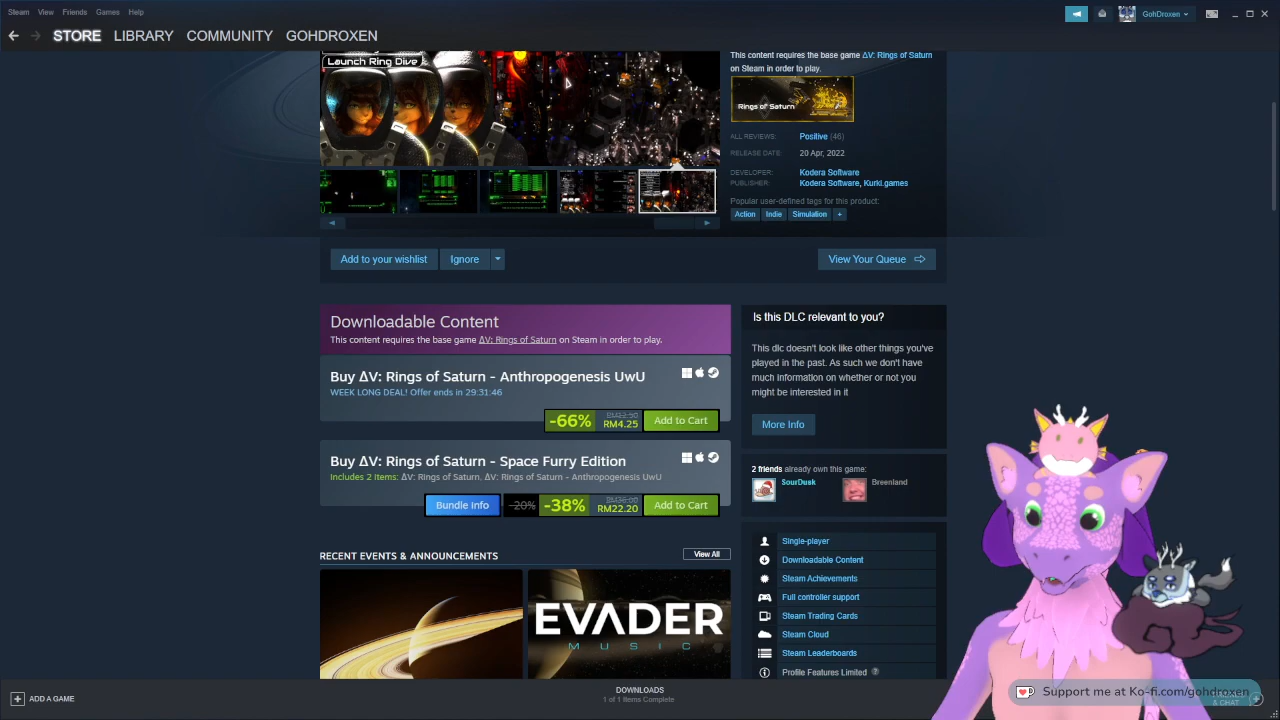 Steam View Friends Games Help
GohDroxen
STORE LIBRARY COMMUNITY GOHDROXEN
Launch Ring Dive
This content requires the base game ΔV: Rings of Saturn
on Steam in order to play.
Rings of Saturn
ALL REVIEWS: Positive (46)
RELEASE DATE: 20 Apr, 2022
DEVELOPER: Kodera Software
PUBLISHER: Kodera Software, Kurki.games
Popular user-defined tags for this product:
Action Indie Simulation +
Add to your wishlist Ignore
View Your Queue
Downloadable Content
This content requires the base game ΔV: Rings of Saturn on Steam in order to play.
Buy ΔV: Rings of Saturn - Anthropogenesis UwU
WEEK LONG DEAL! Offer ends in 29:31:46
-66% RM12.50 RM4.25 Add to Cart
Buy ΔV: Rings of Saturn - Space Furry Edition
Includes 2 items: ΔV: Rings of Saturn, ΔV: Rings of Saturn - Anthropogenesis UwU
Bundle Info -20% -38% RM36.00 RM22.20 Add to Cart
RECENT EVENTS & ANNOUNCEMENTS
View All
EVADER
MUSIC
Is this DLC relevant to you?
This dlc doesn't look like other things you've
played in the past. As such we don't have
much information on whether or not you
might be interested in it
More Info
2 friends already own this game:
SourDusk Breenland
Single-player
Downloadable Content
Steam Achievements
Full controller support
Steam Trading Cards
Steam Cloud
Steam Leaderboards
Profile Features Limited
ADD A GAME
DOWNLOADS
1 of 1 Items Complete
Support me at Ko-fi.com/gohdroxen
& CHAT